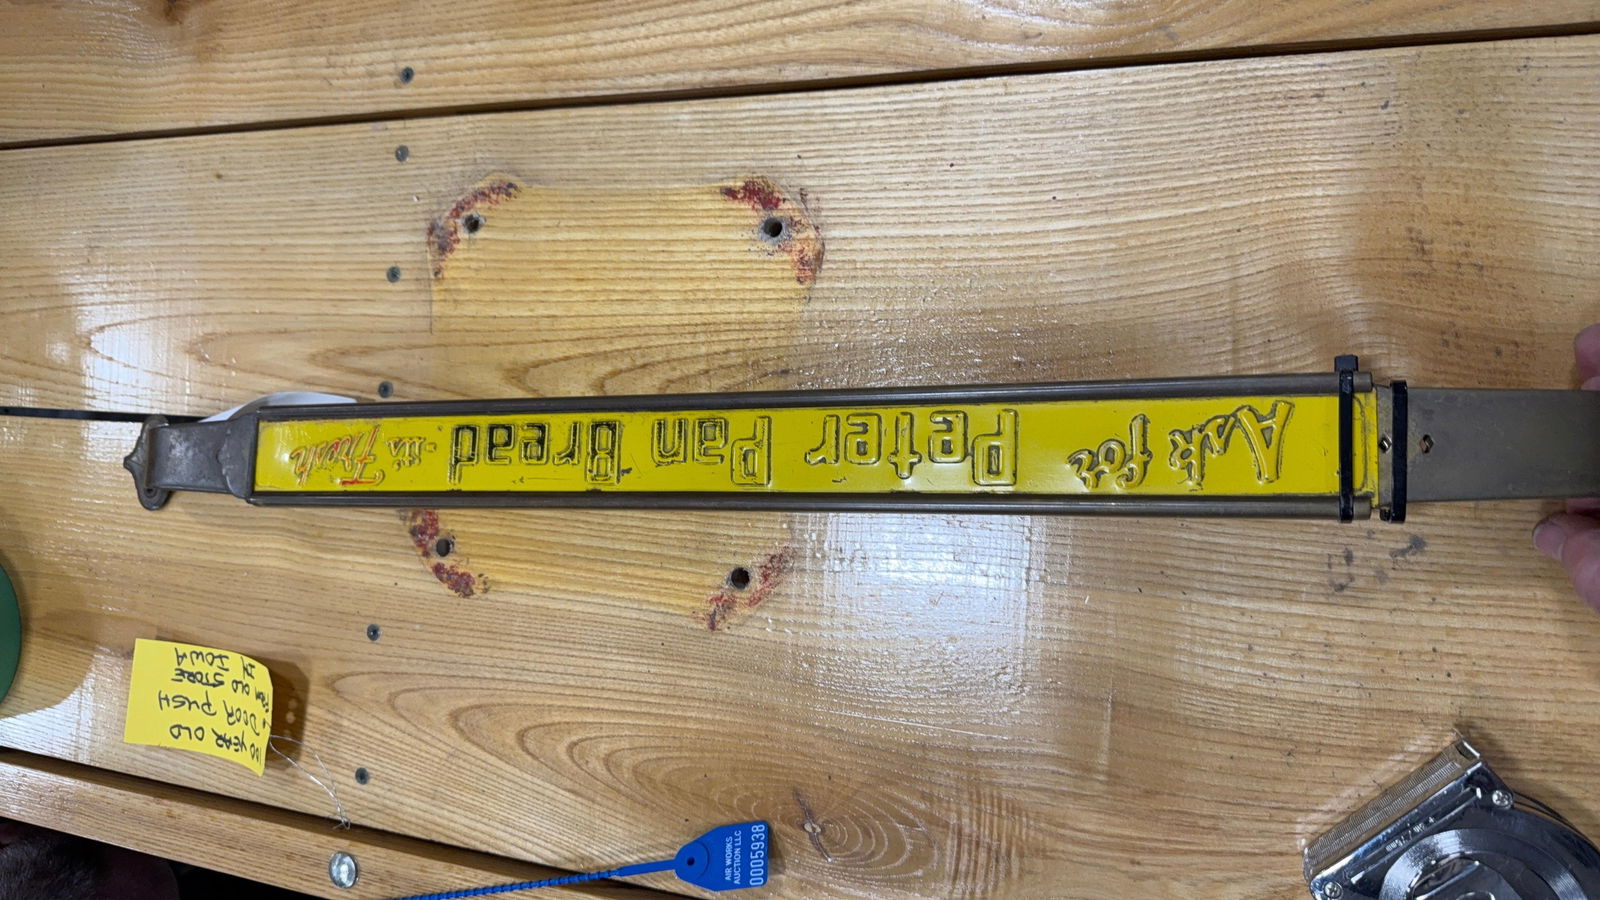 Ask for Peter Pan Bread -it's Fresh
100 YEAR OLD
DOOR PUSH
FROM OLD STORE
IN IOWA
AIR WORKS
AUCTION LLC
0005938